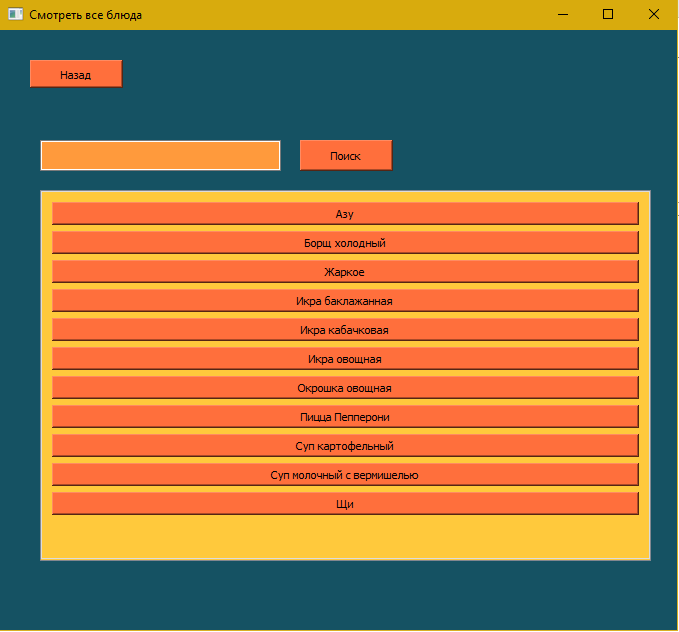 Смотреть все блюда
Назад
Поиск
Азу
Борщ холодный
Жаркое
Икра баклажанная
Икра кабачковая
Икра овощная
Окрошка овощная
Пицца Пепперони
Суп картофельный
Суп молочный с вермишелью
Щи